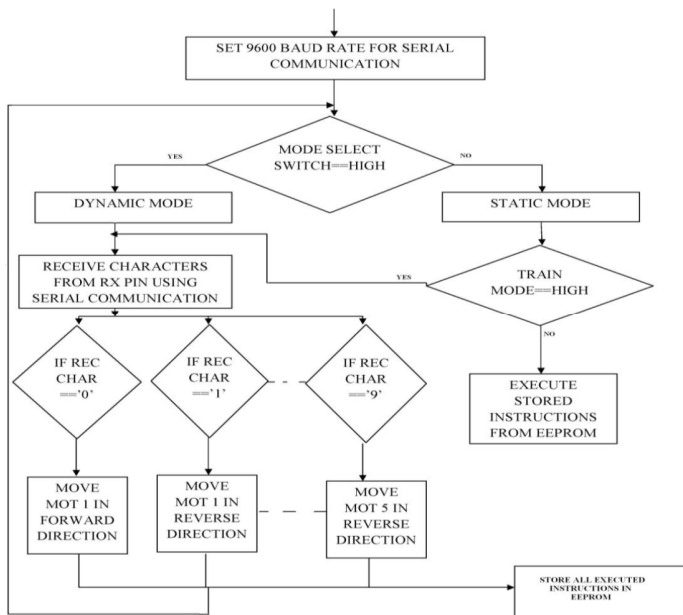 SET 9600 BAUD RATE FOR SERIAL
COMMUNICATION
MODE SELECT
SWITCH==HIGH
YES
NO
DYNAMIC MODE
STATIC MODE
RECEIVE CHARACTERS
FROM RX PIN USING
SERIAL COMMUNICATION
YES
TRAIN
MODE==HIGH
NO
IF REC
CHAR
=='0'
IF REC
CHAR
=='1'
IF REC
CHAR
=='9'
EXECUTE
STORED
INSTRUCTIONS
FROM EEPROM
MOVE
MOT 1 IN
FORWARD
DIRECTION
MOVE
MOT 1 IN
REVERSE
DIRECTION
MOVE
MOT 5 IN
REVERSE
DIRECTION
STORE ALL EXECUTED
INSTRUCTIONS IN
EEPROM